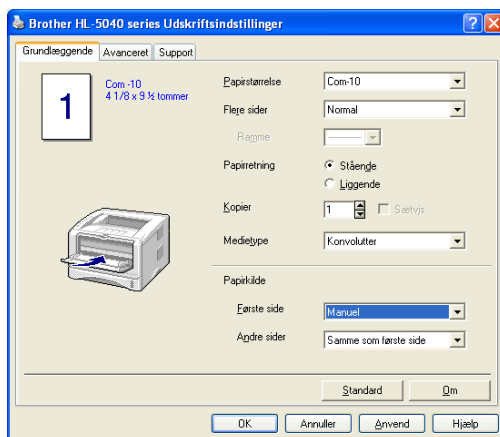 Brother HL-5040 series Udskriftsindstillinger
Grundlæggende Avanceret Support
1
Com -10
4 1/8 x 9 ½ tommer
Papirstørrelse Com-10
Flere sider Normal
Ramme
Papirretning Stående
Liggende
Kopier 1 Sætvis
Medietype Konvolutter
Papirkilde
Første side Manuel
Andre sider Samme som første side
Standard Om
OK Annuller Anvend Hjælp